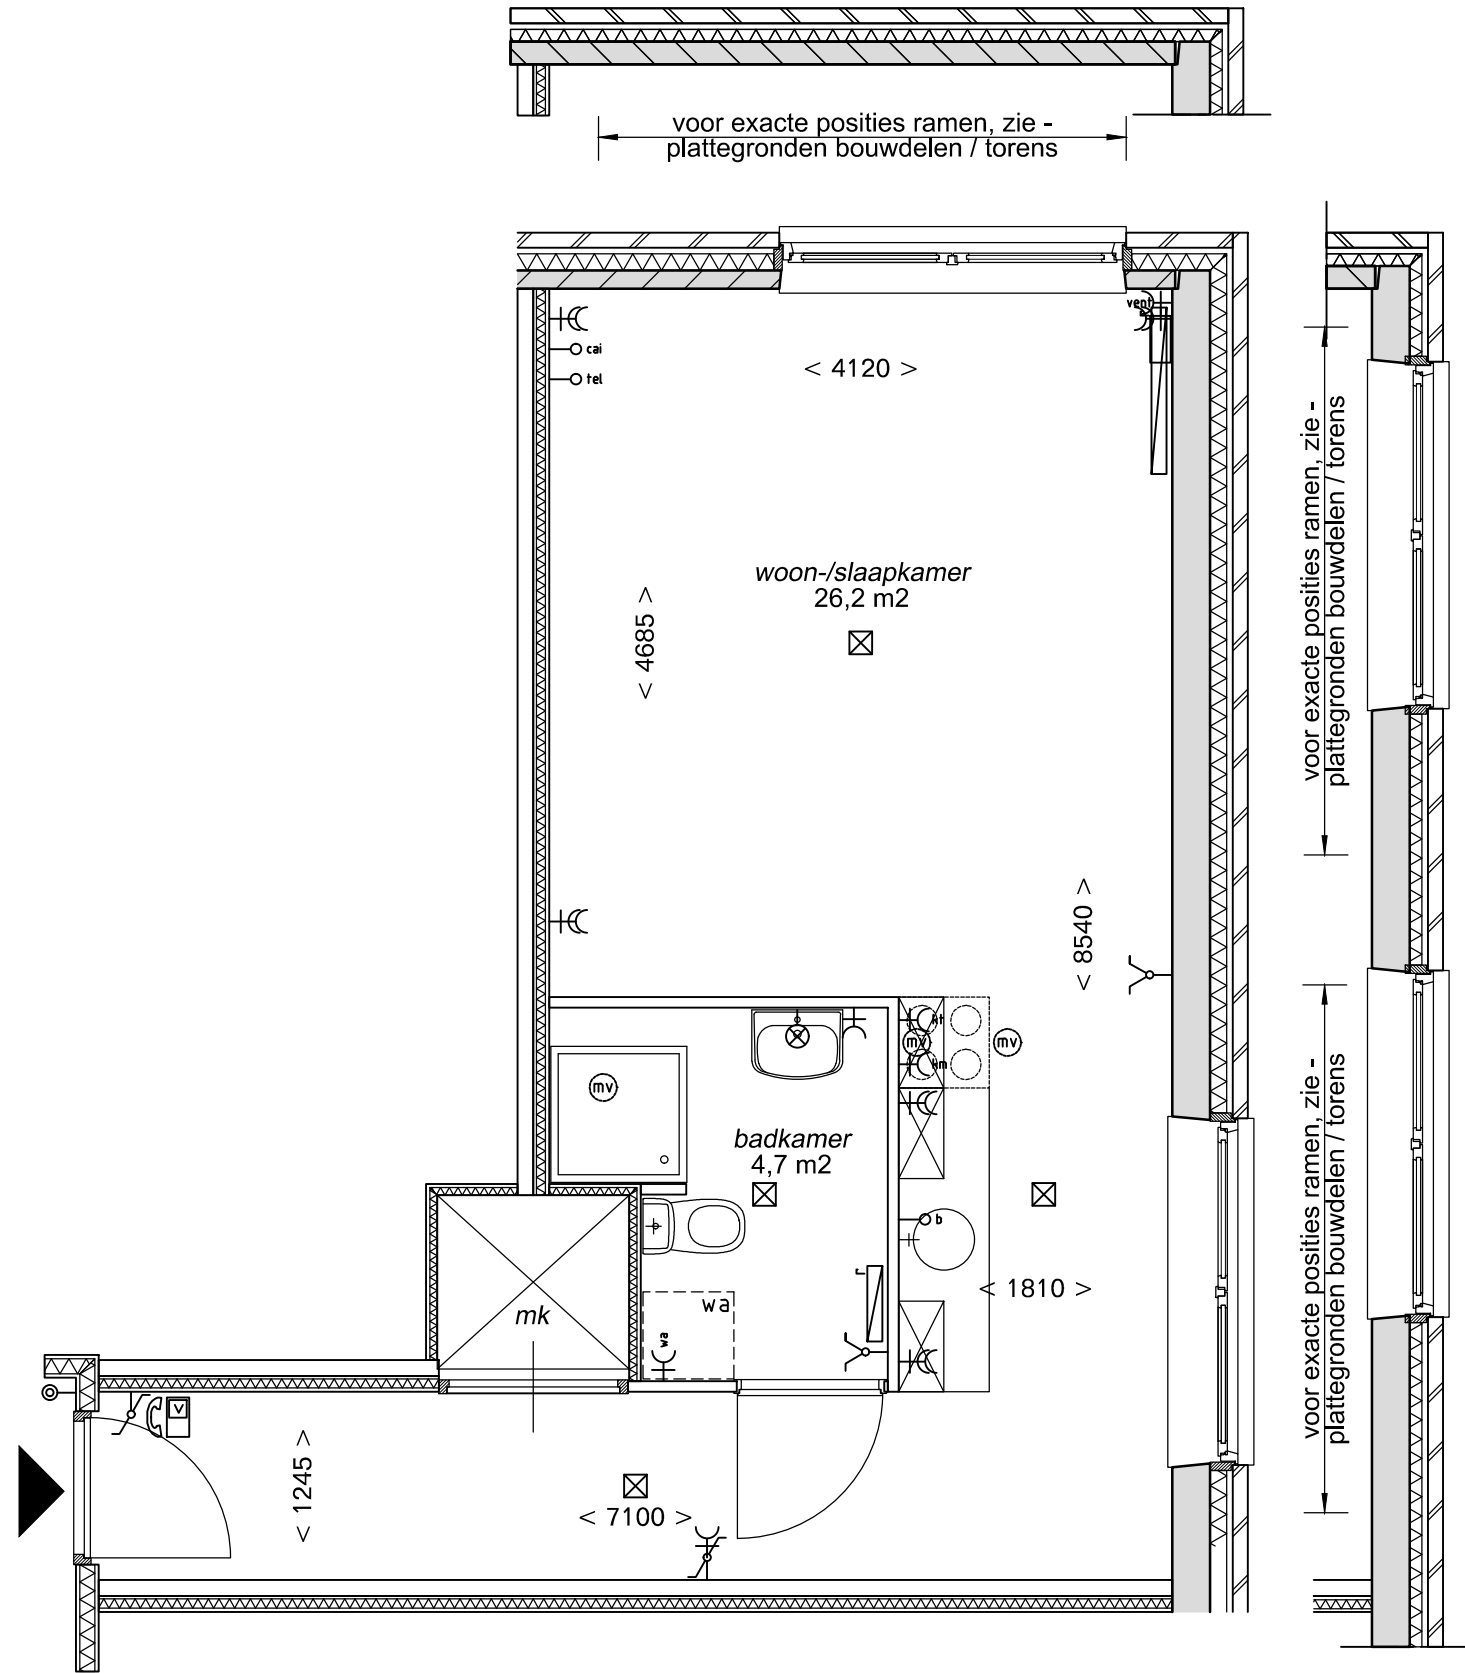 voor exacte posities ramen, zie -
plattegronden bouwdelen / torens
vent
cai
tel
< 4120 >
voor exacte posities ramen, zie -
plattegronden bouwdelen / torens
woon-/slaapkamer
26,2 m2
< 4685 >
< 8540 >
kt
mv
mv
km
mv
badkamer
4,7 m2
b
r
< 1810 >
mk
wa
wa
voor exacte posities ramen, zie -
plattegronden bouwdelen / torens
V
< 1245 >
< 7100 >